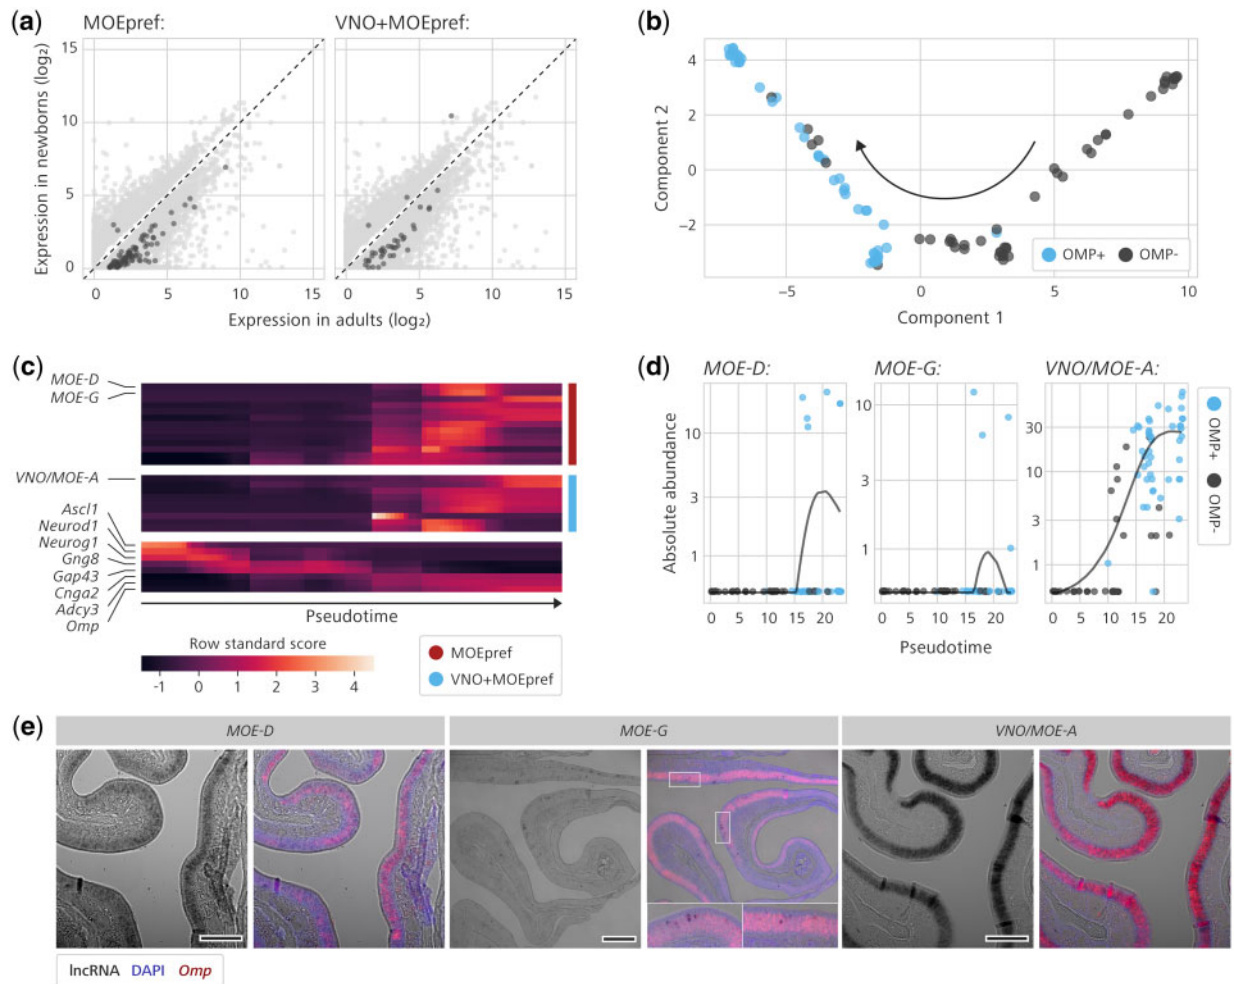 (a)
MOEpref:
VNO+MOEpref:
Expression in newborns (log₂)
15
10
5
0
0 5 10 15 0 5 10 15
Expression in adults (log₂)
(b)
Component 2
4
2
0
−2
OMP+ OMP-
−5 0 5 10
Component 1
(c)
MOE-D
MOE-G
VNO/MOE-A
Ascl1
Neurod1
Neurog1
Gng8
Gap43
Cnga2
Adcy3
Omp
Pseudotime
Row standard score
-1 0 1 2 3 4
MOEpref
VNO+MOEpref
(d)
MOE-D:
MOE-G:
VNO/MOE-A:
Absolute abundance
10
3
1
10
3
1
30
10
3
1
0 5 10 15 20 0 5 10 15 20 0 5 10 15 20
Pseudotime
OMP+
OMP-
(e)
MOE-D
MOE-G
VNO/MOE-A
lncRNA DAPI Omp